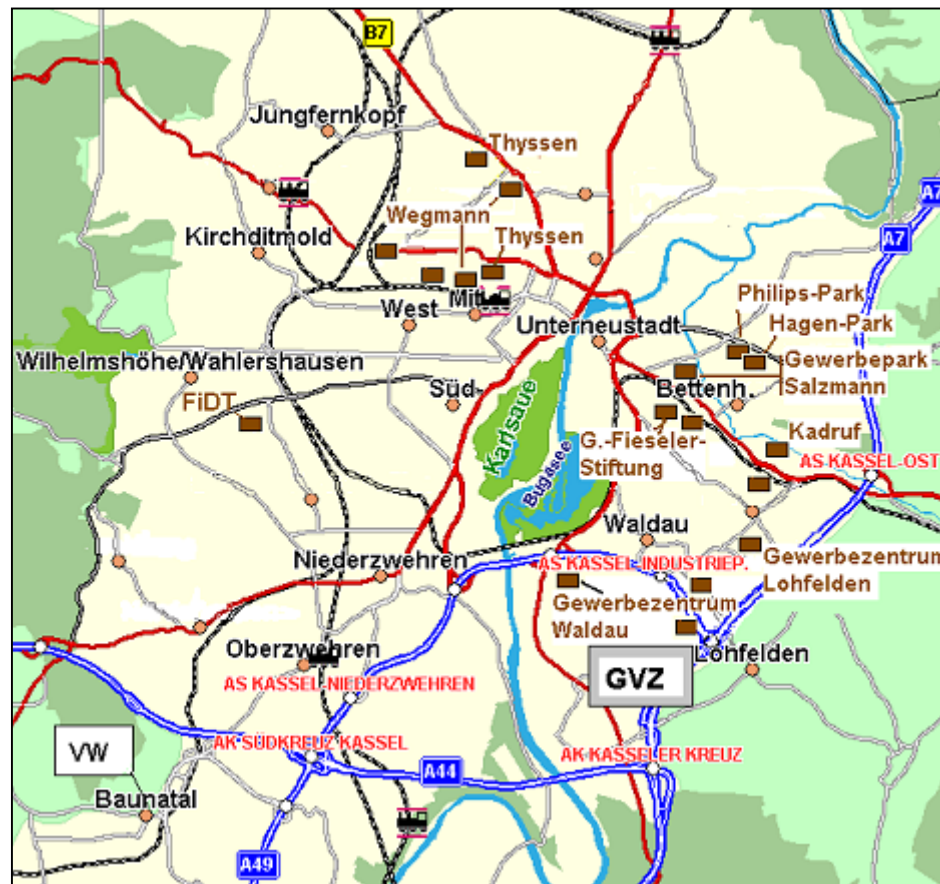 B7
Jungfernkopf
Thyssen
A7
Wegmann
Kirchditmold
Thyssen
A7
Philips-Park
Mitte
West
Unterneustadt
Hagen-Park
Wilhelmshöhe/Wahlershausen
Gewerbepark
Salzmann
Süd
Bettenh.
FiDT
Karlsaue
G.-Fieseler-
Stiftung
Kadruf
AS KASSEL-OST
Bugasee
Waldau
Niederzwehren
AS KASSEL-INDUSTRIEP.
Gewerbezentrum
Lohfelden
Gewerbezentrum
Waldau
Oberzwehren
Lohfelden
GVZ
AS KASSEL-NIEDERZWEHREN
VW
AK SÜDKREUZ KASSEL
AK KASSELER KREUZ
A44
Baunatal
A49